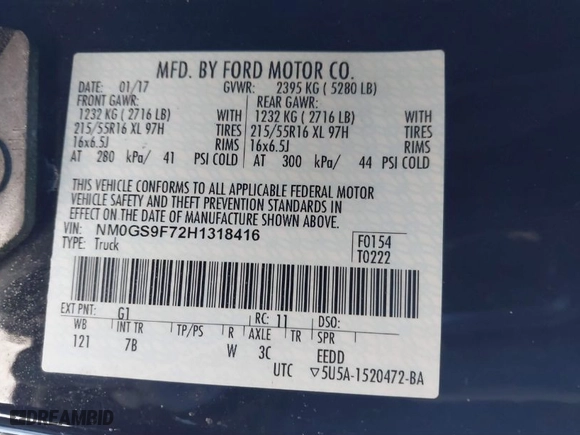 MFD. BY FORD MOTOR CO.
DATE: 01/17 GVWR: 2395 KG ( 5280 LB)
FRONT GAWR: REAR GAWR:
1232 KG ( 2716 LB) WITH 1232 KG ( 2716 LB) WITH
215/55R16 XL 97H TIRES 215/55R16 XL 97H TIRES
16x6.5J RIMS 16x6.5J RIMS
AT 280 kPa/ 41 PSI COLD AT 300 kPa/ 44 PSI COLD
THIS VEHICLE CONFORMS TO ALL APPLICABLE FEDERAL MOTOR
VEHICLE SAFETY AND THEFT PREVENTION STANDARDS IN
EFFECT ON THE DATE OF MANUFACTURE SHOWN ABOVE.
VIN: NM0GS9F72H1318416 F0154
TYPE: Truck T0222
EXT PNT: G1 RC: 11 DSO:
WB INT TR TP/PS R AXLE TR SPR
121 7B W 3C EEDD
UTC ▽5U5A-1520472-BA
DREAMBID